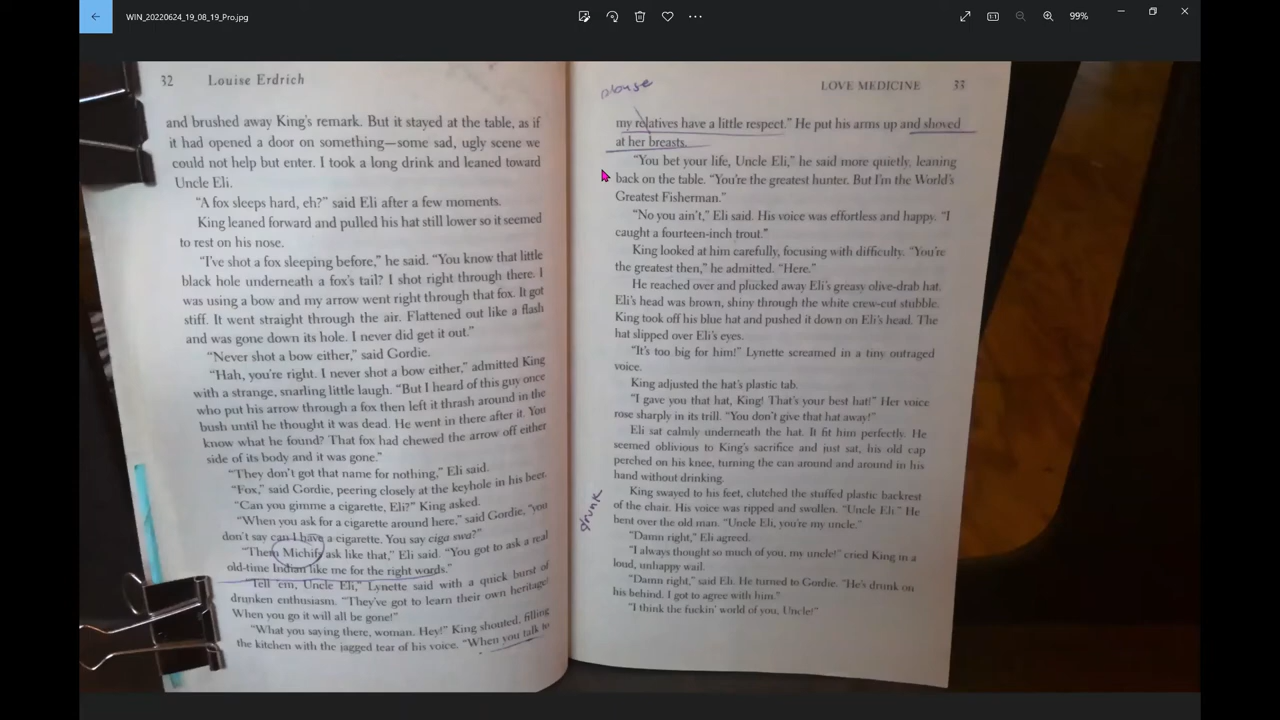 WIN_20220624_19_08_19_Pro.jpg
99%
32 Louise Erdrich
and brushed away King's remark. But it stayed at the table, as if
it had opened a door on something—some sad, ugly scene we
could not help but enter. I took a long drink and leaned toward
Uncle Eli.
"A fox sleeps hard, eh?" said Eli after a few moments.
King leaned forward and pulled his hat still lower so it seemed
to rest on his nose.
"I've shot a fox sleeping before," he said. "You know that little
black hole underneath a fox's tail? I shot right through there. I
was using a bow and my arrow went right through that fox. It got
stiff. It went straight through the air. Flattened out like a flash
and was gone down its hole. I never did get it out."
"Never shot a bow either," said Gordie.
"Hah, you're right. I never shot a bow either," admitted King
with a strange, snarling little laugh. "But I heard of this guy once
who put his arrow through a fox then left it thrash around in the
bush until he thought it was dead. He went in there after it. You
know what he found? That fox had chewed the arrow off either
side of its body and it was gone."
"They don't got that name for nothing," Eli said.
"Fox," said Gordie, peering closely at the keyhole in his beer.
"Can you gimme a cigarette, Eli?" King asked.
"When you ask for a cigarette around here," said Gordie, "you
don't say can I have a cigarette. You say ciga swa?"
"Them Michifs ask like that," Eli said. "You got to ask a real
old-time Indian like me for the right words."
"Tell 'em, Uncle Eli," Lynette said with a quick burst of
drunken enthusiasm. "They've got to learn their own heritage!
When you go it will all be gone!"
"What you saying there, woman. Hey!" King shouted, filling
the kitchen with the jagged tear of his voice. "When you talk to
LOVE MEDICINE 33
my relatives have a little respect." He put his arms up and shoved
at her breasts.
"You bet your life, Uncle Eli," he said more quietly, leaning
back on the table. "You're the greatest hunter. But I'm the World's
Greatest Fisherman."
"No you ain't," Eli said. His voice was effortless and happy. "I
caught a fourteen-inch trout."
King looked at him carefully, focusing with difficulty. "You're
the greatest then," he admitted. "Here."
He reached over and plucked away Eli's greasy olive-drab hat.
Eli's head was brown, shiny through the white crew-cut stubble.
King took off his blue hat and pushed it down on Eli's head. The
hat slipped over Eli's eyes.
"It's too big for him!" Lynette screamed in a tiny outraged
voice.
King adjusted the hat's plastic tab.
"I gave you that hat, King! That's your best hat!" Her voice
rose sharply in its trill. "You don't give that hat away!"
Eli sat calmly underneath the hat. It fit him perfectly. He
seemed oblivious to King's sacrifice and just sat, his old cap
perched on his knee, turning the can around and around in his
hand without drinking.
drunk
King swayed to his feet, clutched the stuffed plastic backrest
of the chair. His voice was ripped and swollen. "Uncle Eli." He
bent over the old man. "Uncle Eli, you're my uncle."
"Damn right," Eli agreed.
"I always thought so much of you, my uncle!" cried King in a
loud, unhappy wail.
"Damn right," said Eli. He turned to Gordie. "He's drunk on
his behind. I got to agree with him."
"I think the fuckin' world of you, Uncle!"